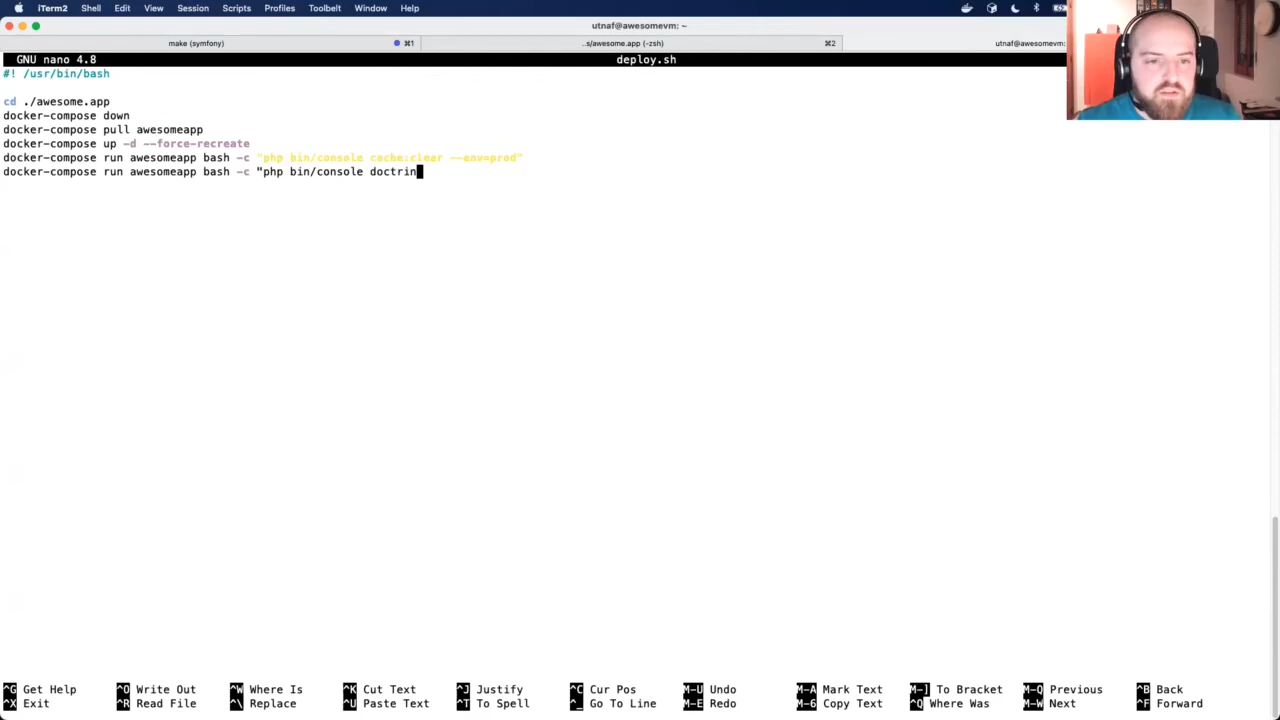 iTerm2 Shell Edit View Session Scripts Profiles Toolbelt Window Help
utnaf@awesomevm: ~
make (symfony) ⌘1 ..s/awesome.app (-zsh) ⌘2 utnaf@awesomevm:
GNU nano 4.8 deploy.sh
#! /usr/bin/bash
cd ./awesome.app
docker-compose down
docker-compose pull awesomeapp
docker-compose up -d --force-recreate
docker-compose run awesomeapp bash -c "php bin/console cache:clear --env=prod"
docker-compose run awesomeapp bash -c "php bin/console doctrin
^G Get Help ^O Write Out ^W Where Is ^K Cut Text ^J Justify ^C Cur Pos M-U Undo M-A Mark Text M-] To Bracket M-Q Previous ^B Back
^X Exit ^R Read File ^\ Replace ^U Paste Text ^T To Spell ^_ Go To Line M-E Redo M-6 Copy Text ^Q Where Was M-W Next ^F Forward